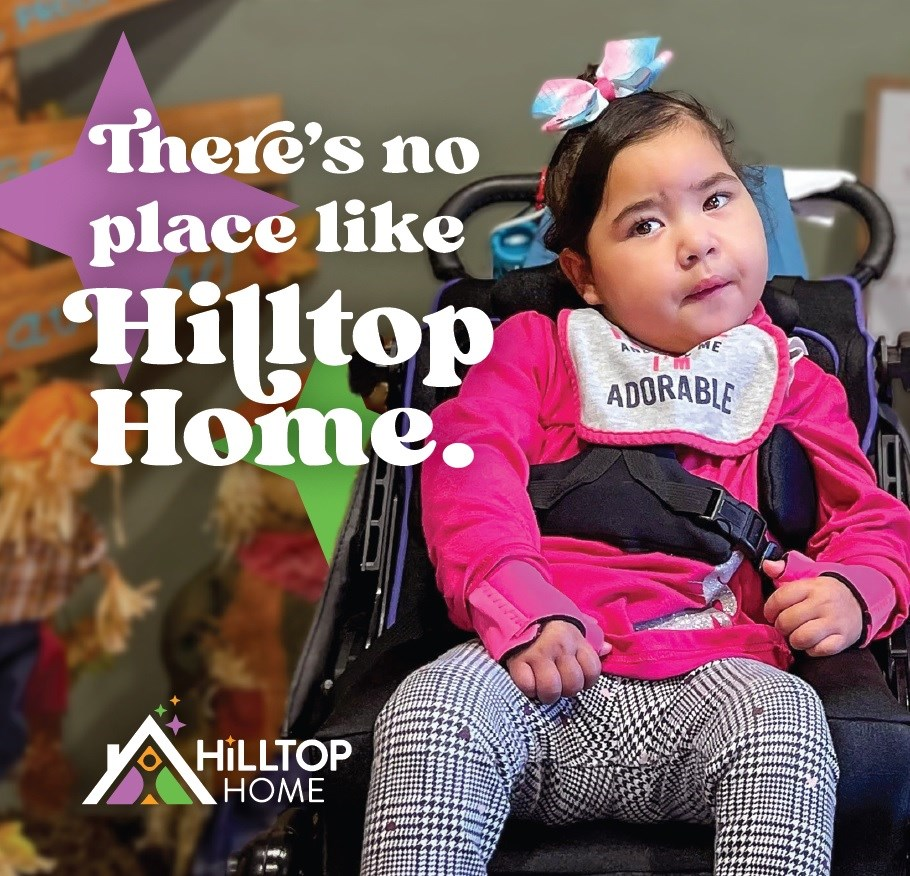 There's no
place like
Hilltop
Home.
I'M
ADORABLE
HiLLTOP
HOME